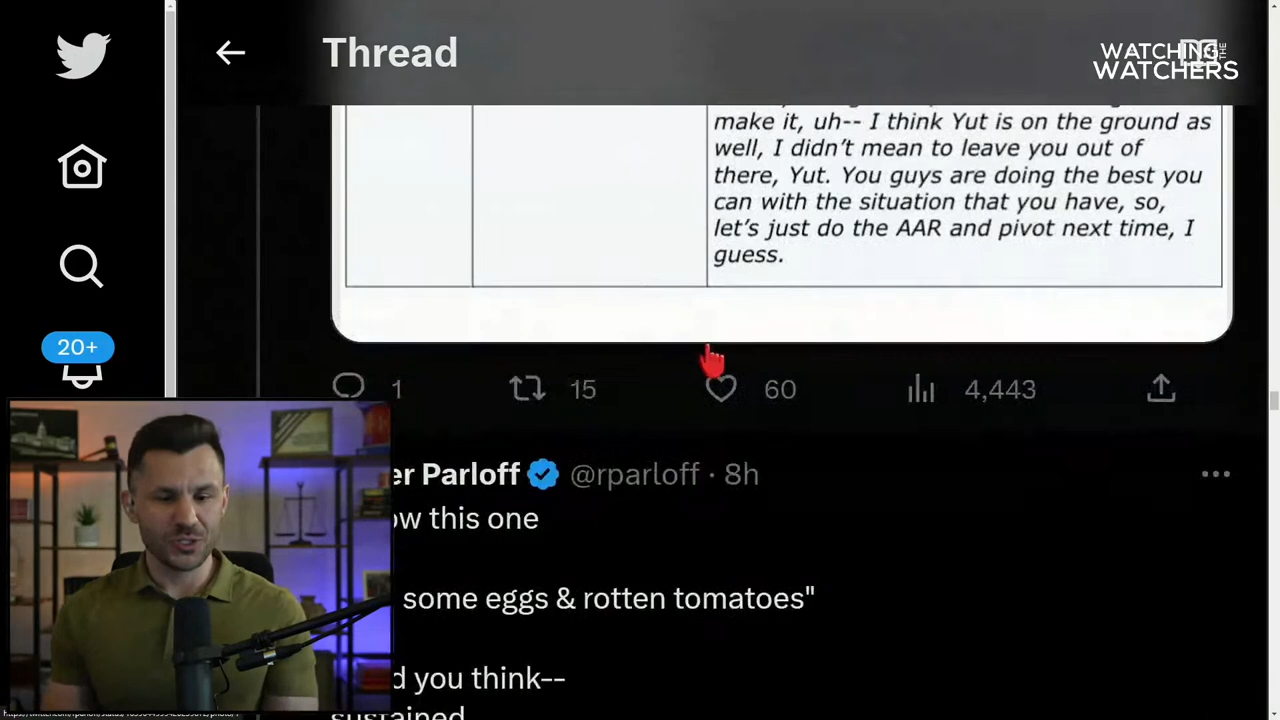 Thread
WATCHING THE
WATCHERS
make it, uh-- I think Yut is on the ground as
well, I didn't mean to leave you out of
there, Yut. You guys are doing the best you
can with the situation that you have, so,
let's just do the AAR and pivot next time, I
guess.
20+
1 15 60 4,443
er Parloff @rparloff · 8h
ow this one
some eggs & rotten tomatoes"
d you think--
sustained